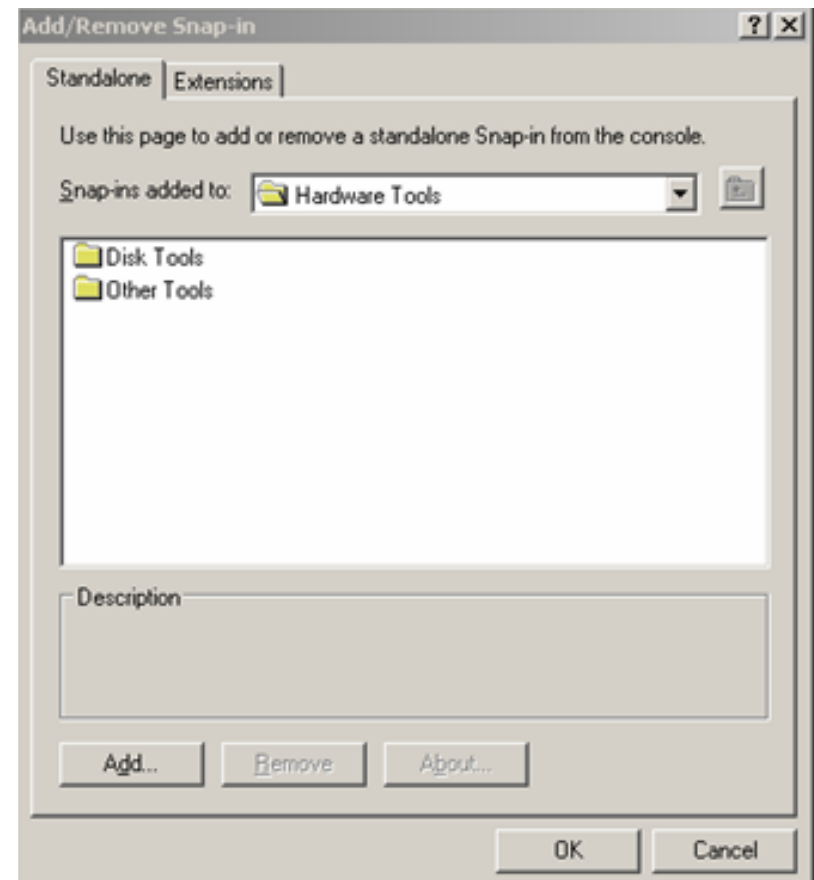 Add/Remove Snap-in
Standalone
Extensions
Use this page to add or remove a standalone Snap-in from the console.
Snap-ins added to:
Hardware Tools
Disk Tools
Other Tools
Description
Add...
Remove
About...
OK
Cancel